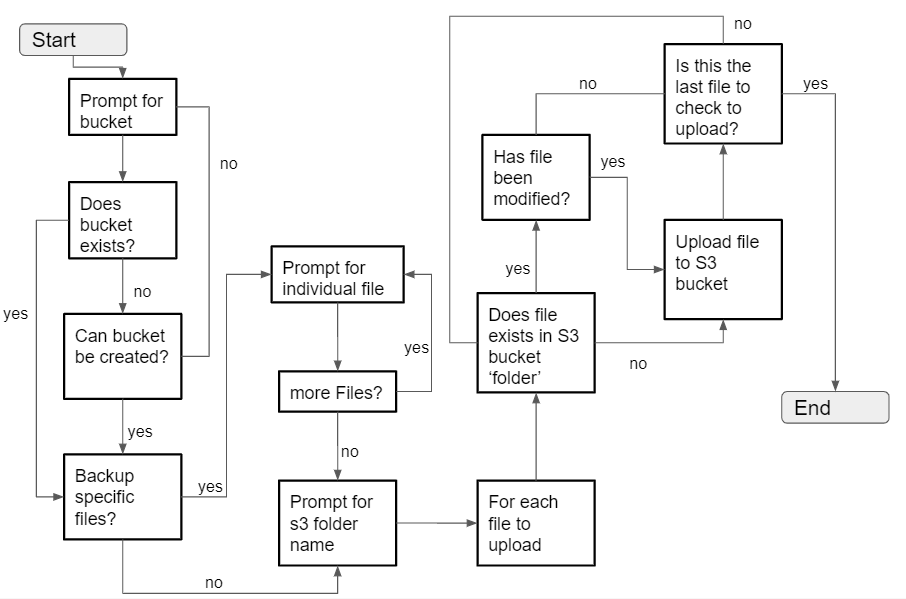 Start
Prompt for
bucket
no
Does
bucket
exists?
yes
no
Can bucket
be created?
yes
Backup
specific
files?
yes
no
Prompt for
individual file
yes
more Files?
no
Prompt for
s3 folder
name
For each
file to
upload
Does file
exists in S3
bucket
‘folder’
yes
no
Has file
been
modified?
yes
no
Upload file
to S3
bucket
Is this the
last file to
check to
upload?
no
yes
End